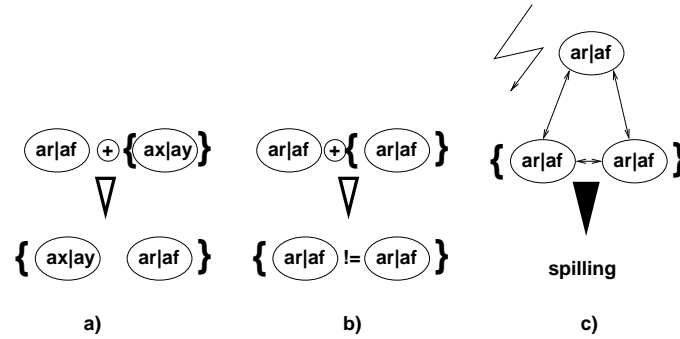 ar|af
ar|af + { ax|ay }
ar|af + { ar|af }
{ ar|af ar|af }
{ ax|ay ar|af }
{ ar|af != ar|af }
spilling
a)
b)
c)